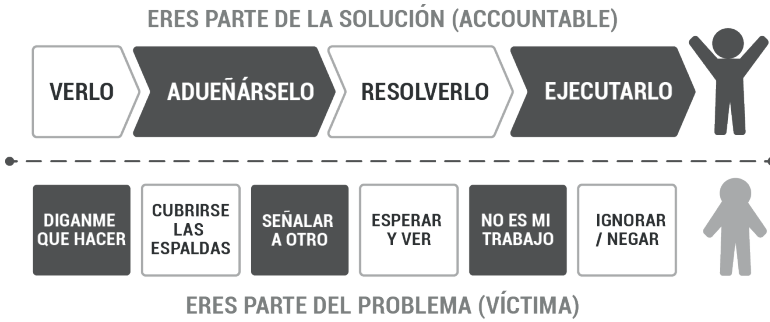 ERES PARTE DE LA SOLUCIÓN (ACCOUNTABLE)
VERLO
ADUEÑÁRSELO
RESOLVERLO
EJECUTARLO
DIGANME
QUE HACER
CUBRIRSE
LAS
ESPALDAS
SEÑALAR
A OTRO
ESPERAR
Y VER
NO ES MI
TRABAJO
IGNORAR
/ NEGAR
ERES PARTE DEL PROBLEMA (VÍCTIMA)